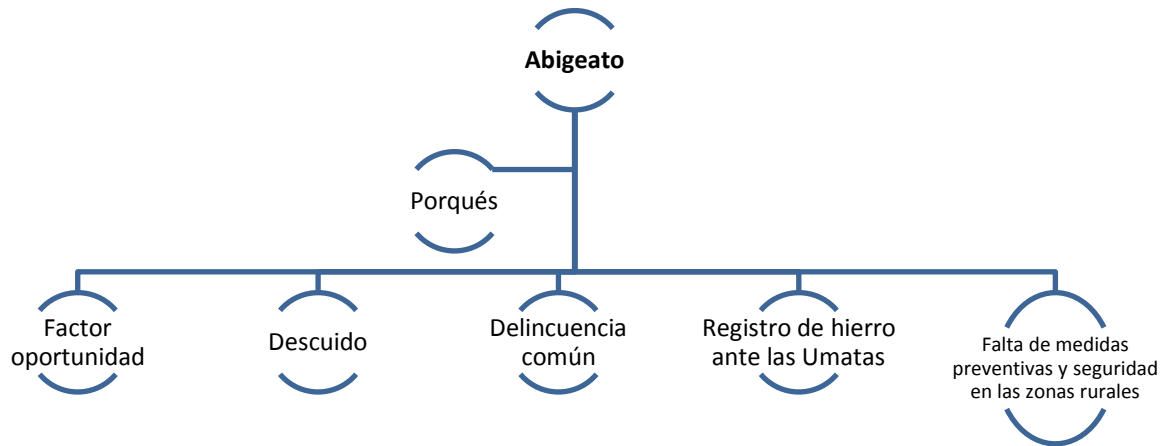 Abigeato
Porqués
Factor
oportunidad
Descuido
Delincuencia
común
Registro de hierro
ante las Umatas
Falta de medidas
preventivas y seguridad
en las zonas rurales